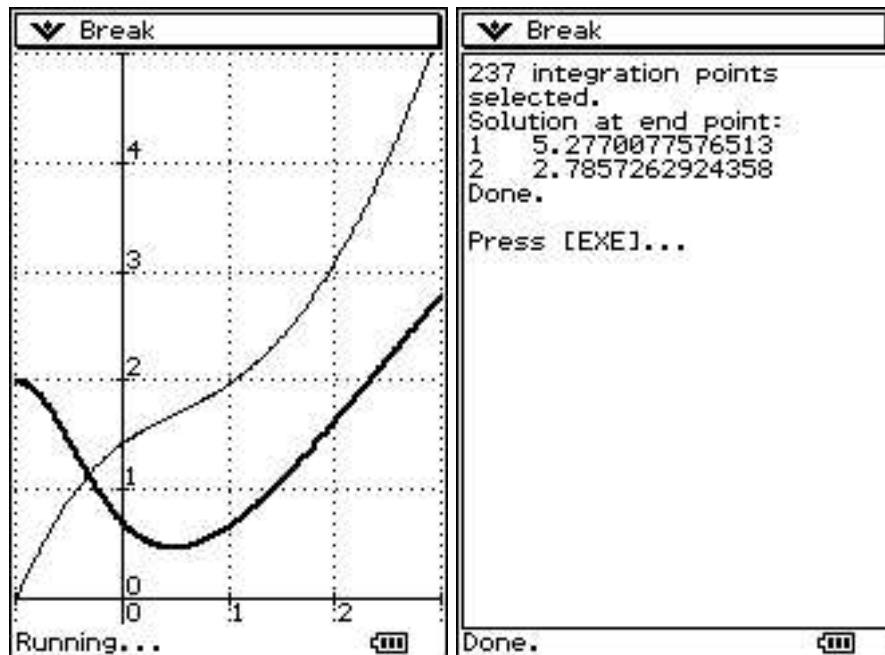 Break
4
3
2
1
0
0 1 2
Running...
Break
237 integration points
selected.
Solution at end point:
1 5.2770077576513
2 2.7857262924358
Done.
Press [EXE]...
Done.